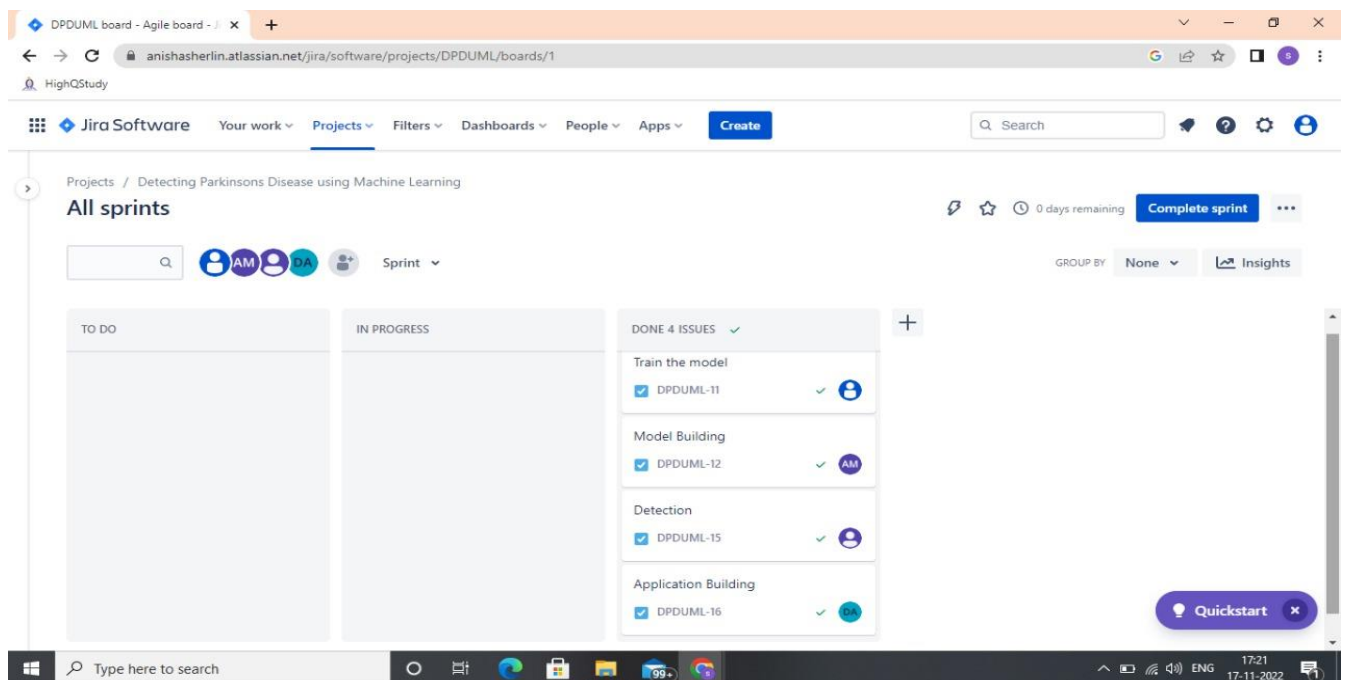 DPDUML board - Agile board - J
anishasherlin.atlassian.net/jira/software/projects/DPDUML/boards/1
G
s
HighQStudy
Jira Software Your work Projects Filters Dashboards People Apps Create Search
Projects / Detecting Parkinsons Disease using Machine Learning
All sprints
0 days remaining Complete sprint
AM DA Sprint
GROUP BY None Insights
TO DO IN PROGRESS DONE 4 ISSUES
Train the model
DPDUML-11
Model Building
DPDUML-12 AM
Detection
DPDUML-15
Application Building
DPDUML-16 DA
Quickstart
Type here to search 99+ ENG 17:21
17-11-2022 1